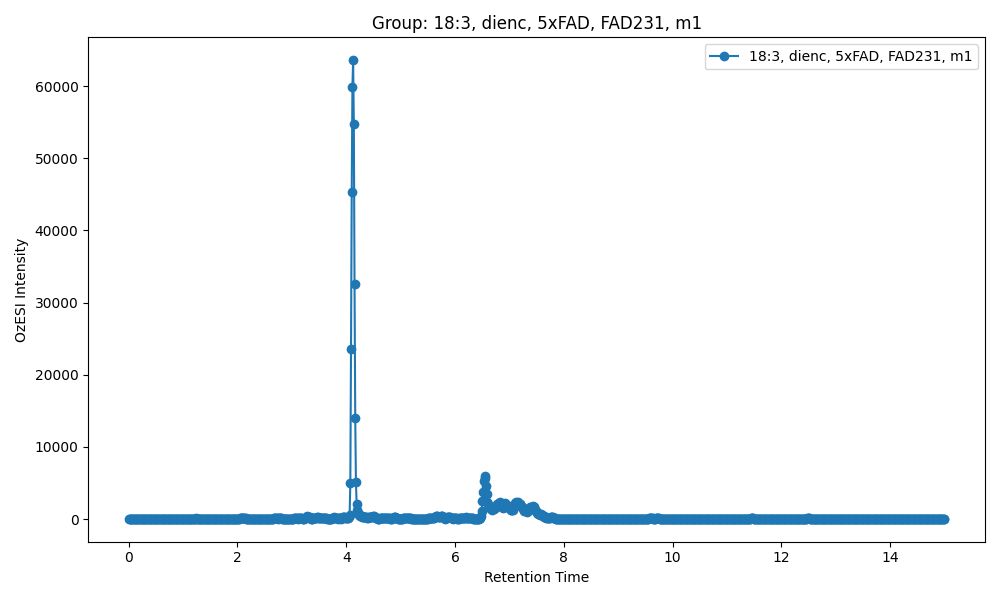 Group: 18:3, dienc, 5xFAD, FAD231, m1
18:3, dienc, 5xFAD, FAD231, m1
60000
50000
40000
30000
20000
10000
0
OzESI Intensity
0 2 4 6 8 10 12 14
Retention Time